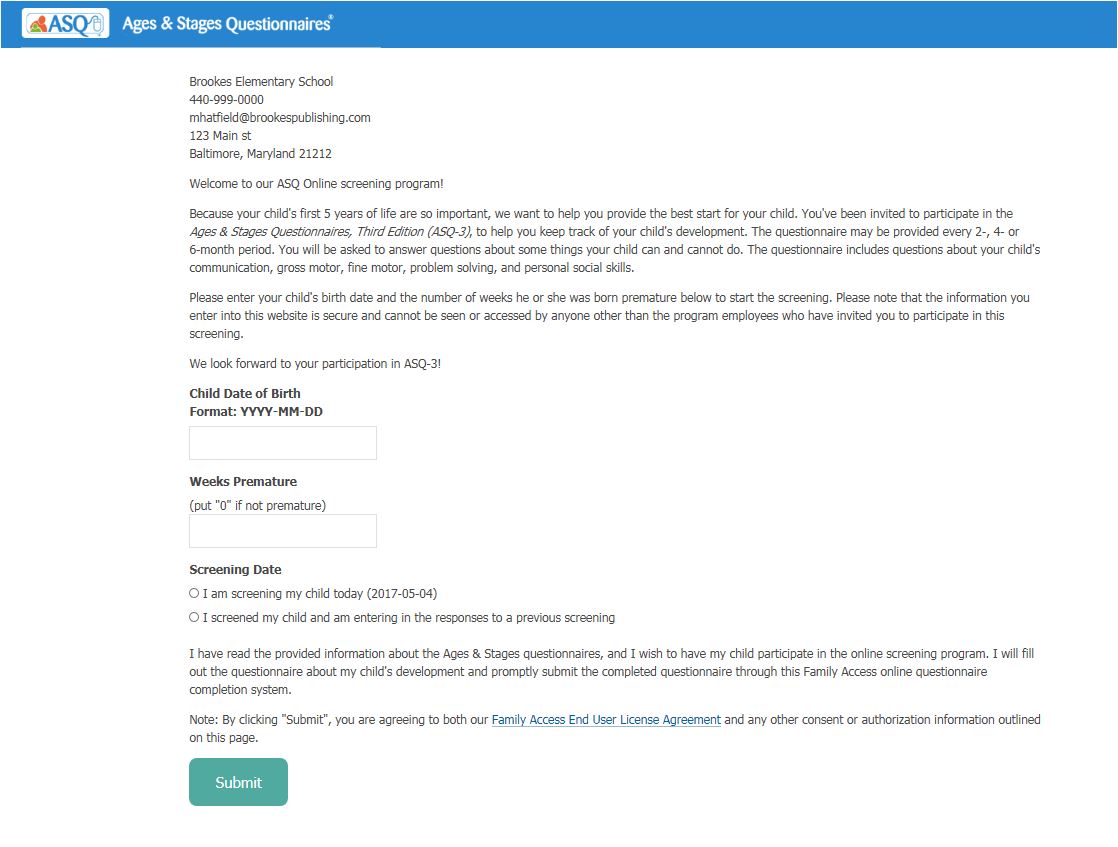 ASQ Ages & Stages Questionnaires®
Brookes Elementary School
440-999-0000
mhatfield@brookespublishing.com
123 Main st
Baltimore, Maryland 21212
Welcome to our ASQ Online screening program!
Because your child's first 5 years of life are so important, we want to help you provide the best start for your child. You've been invited to participate in the
Ages & Stages Questionnaires, Third Edition (ASQ-3), to help you keep track of your child's development. The questionnaire may be provided every 2-, 4- or
6-month period. You will be asked to answer questions about some things your child can and cannot do. The questionnaire includes questions about your child's
communication, gross motor, fine motor, problem solving, and personal social skills.
Please enter your child's birth date and the number of weeks he or she was born premature below to start the screening. Please note that the information you
enter into this website is secure and cannot be seen or accessed by anyone other than the program employees who have invited you to participate in this
screening.
We look forward to your participation in ASQ-3!
Child Date of Birth
Format: YYYY-MM-DD
Weeks Premature
(put "0" if not premature)
Screening Date
I am screening my child today (2017-05-04)
I screened my child and am entering in the responses to a previous screening
I have read the provided information about the Ages & Stages questionnaires, and I wish to have my child participate in the online screening program. I will fill
out the questionnaire about my child's development and promptly submit the completed questionnaire through this Family Access online questionnaire
completion system.
Note: By clicking "Submit", you are agreeing to both our Family Access End User License Agreement and any other consent or authorization information outlined
on this page.
Submit